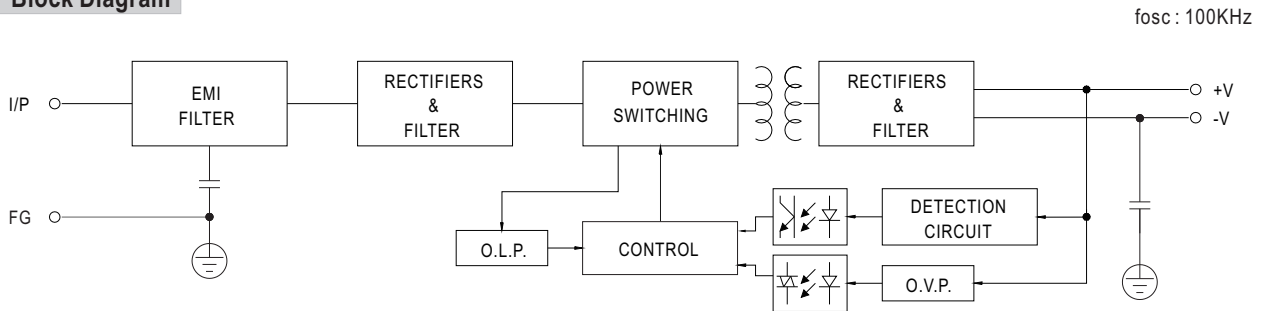 Block Diagram
fosc : 100KHz
I/P
EMI
FILTER
RECTIFIERS
&
FILTER
POWER
SWITCHING
RECTIFIERS
&
FILTER
+V
-V
FG
O.L.P.
CONTROL
DETECTION
CIRCUIT
O.V.P.